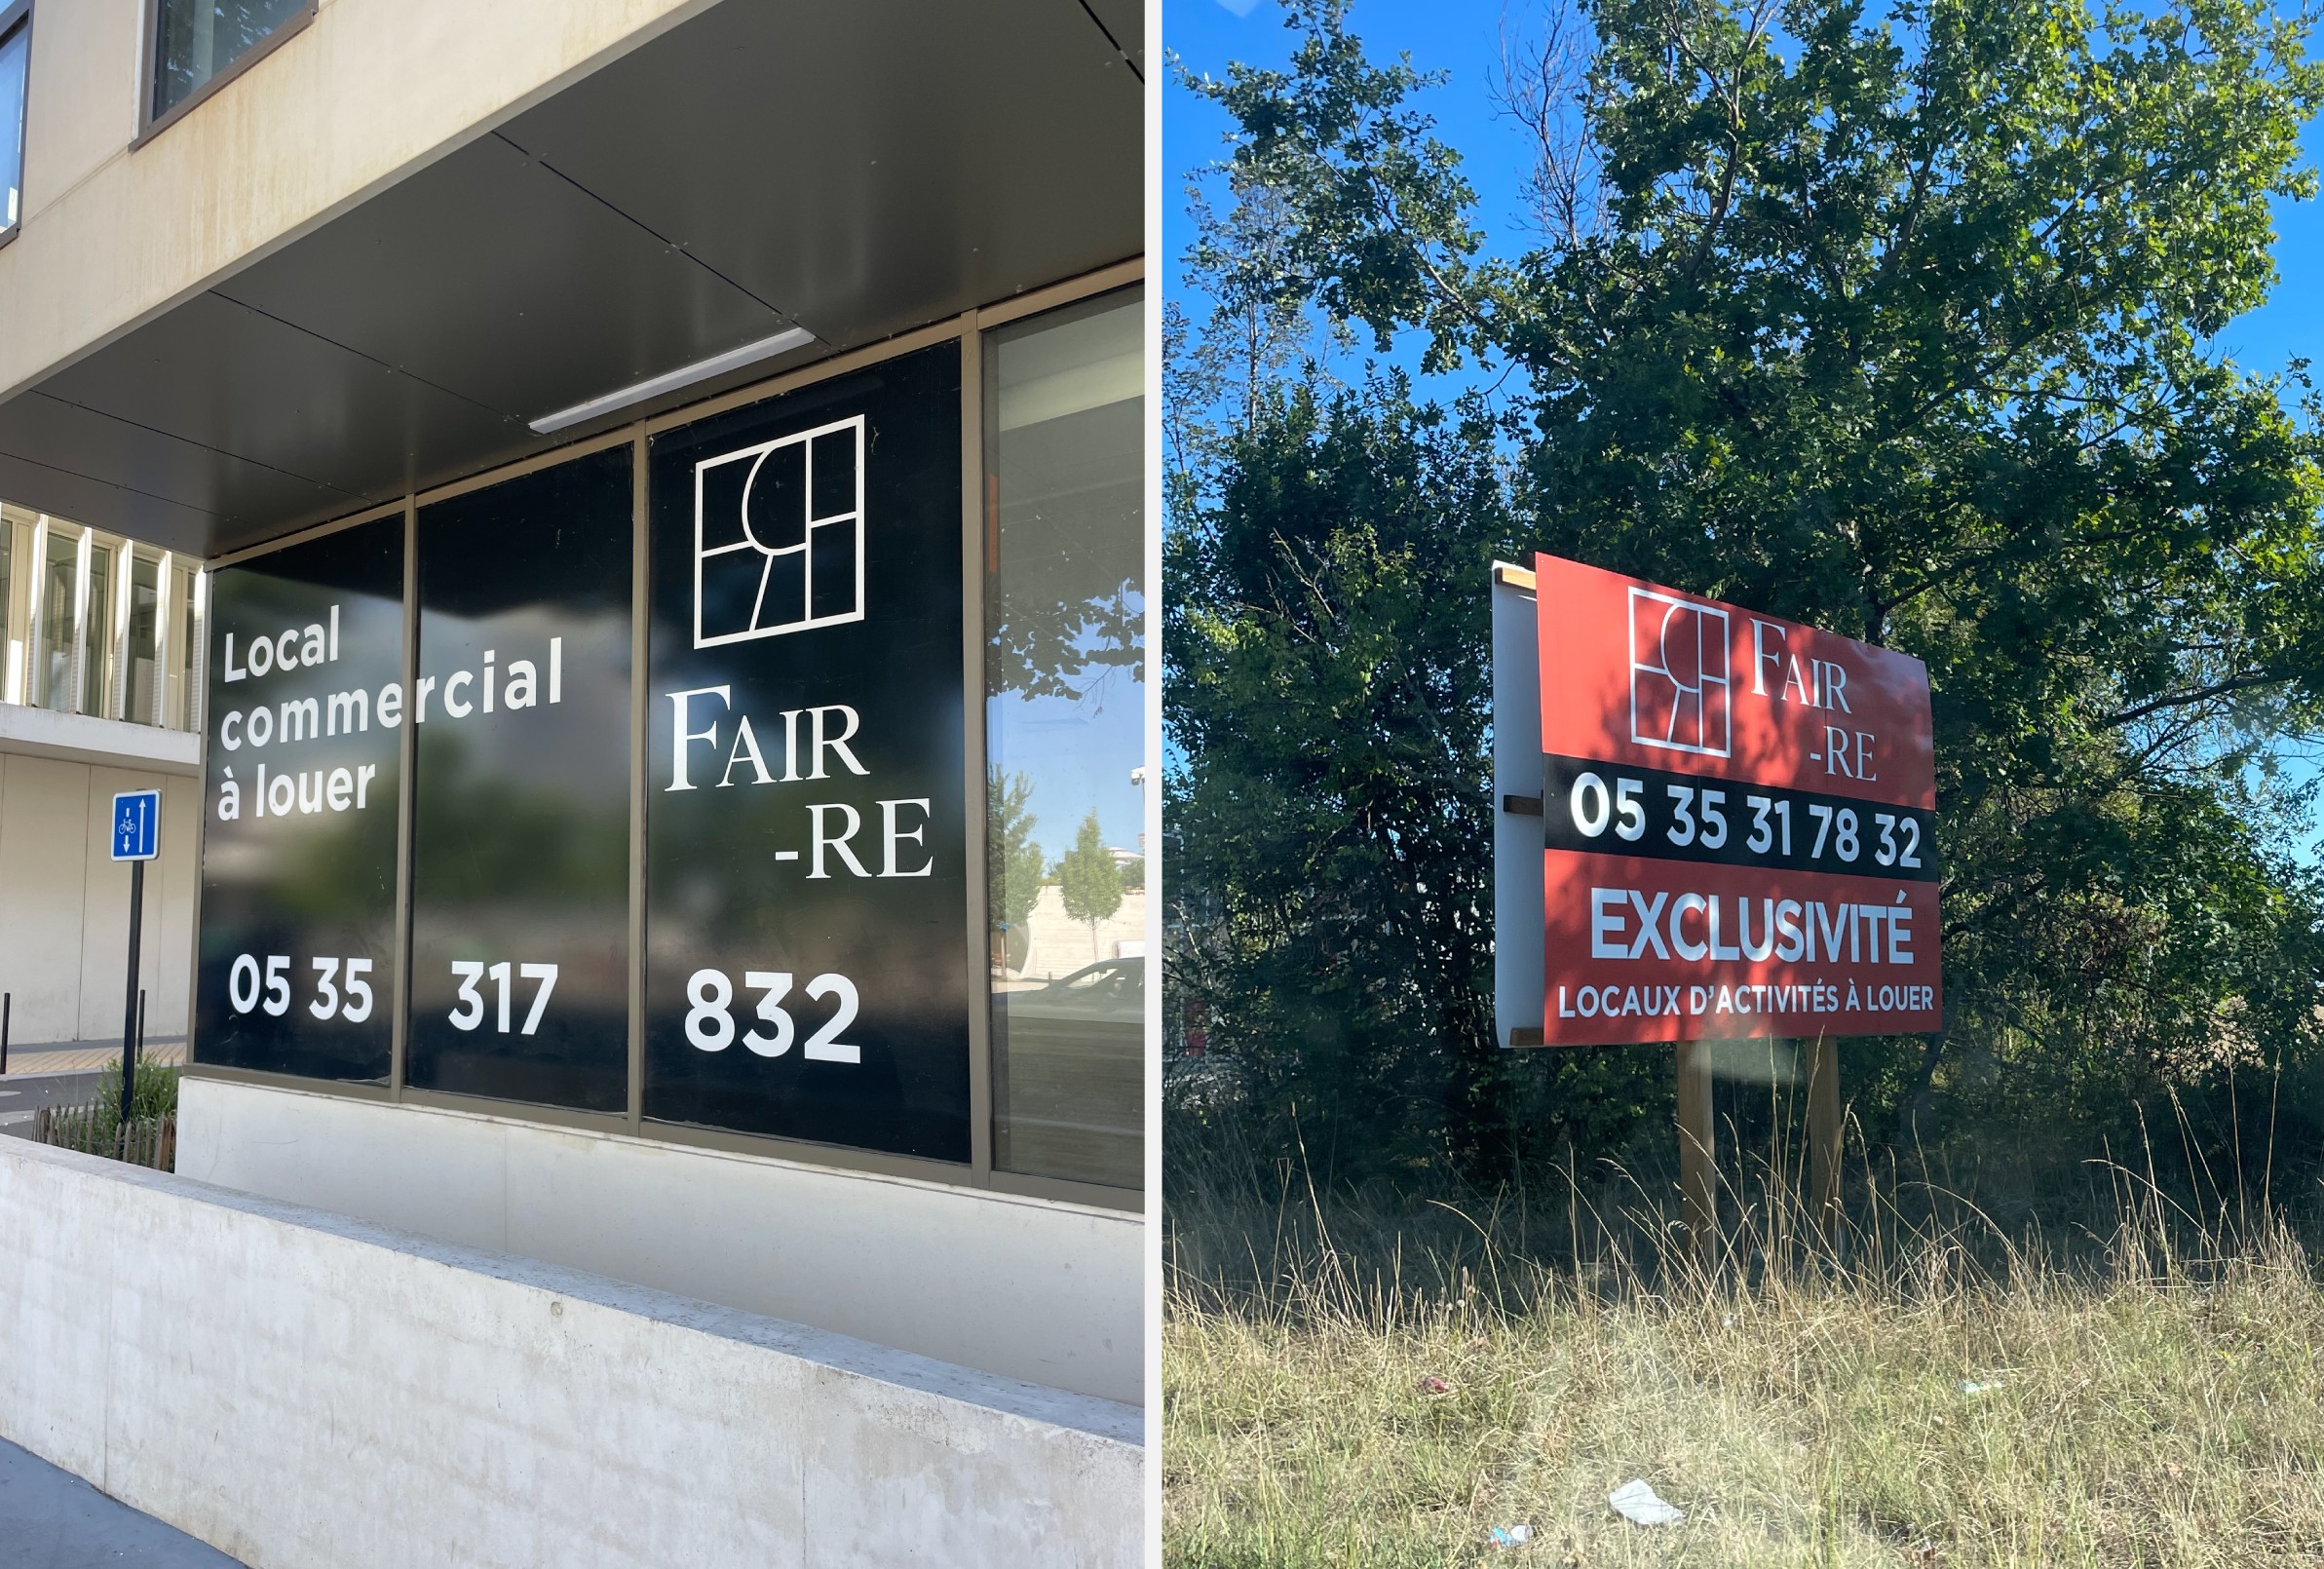 Local
commercial
à louer
FAIR
-RE
05 35 317 832
FAIR
-RE
05 35 31 78 32
EXCLUSIVITÉ
LOCAUX D'ACTIVITÉS À LOUER